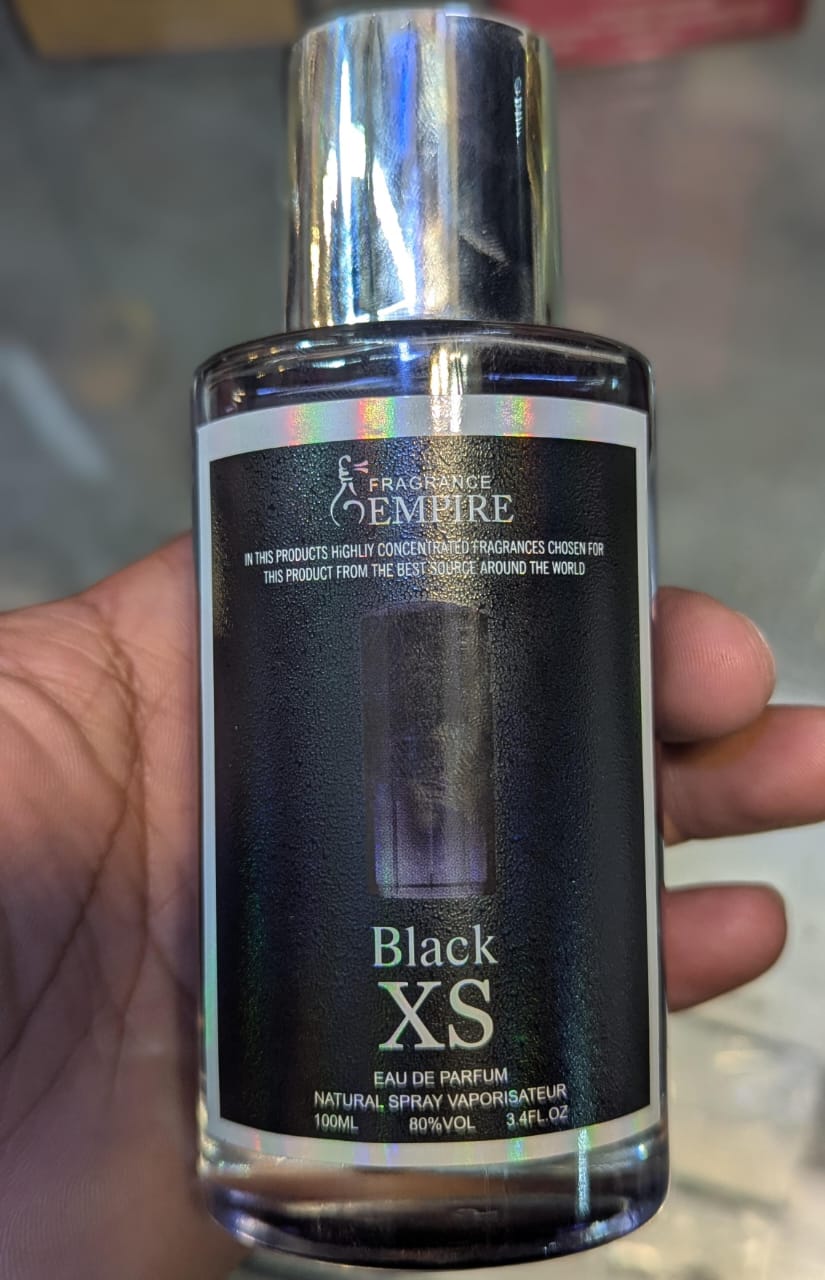 FRAGRANCE
EMPIRE
IN THIS PRODUCTS HiGHLIY CONCENTRATED FRAGRANCES CHOSEN FOR
THIS PRODUCT FROM THE BEST SOURCE AROUND THE WORLD
Black
XS
EAU DE PARFUM
NATURAL SPRAY VAPORISATEUR
100ML 80%VOL 3.4FL.OZ